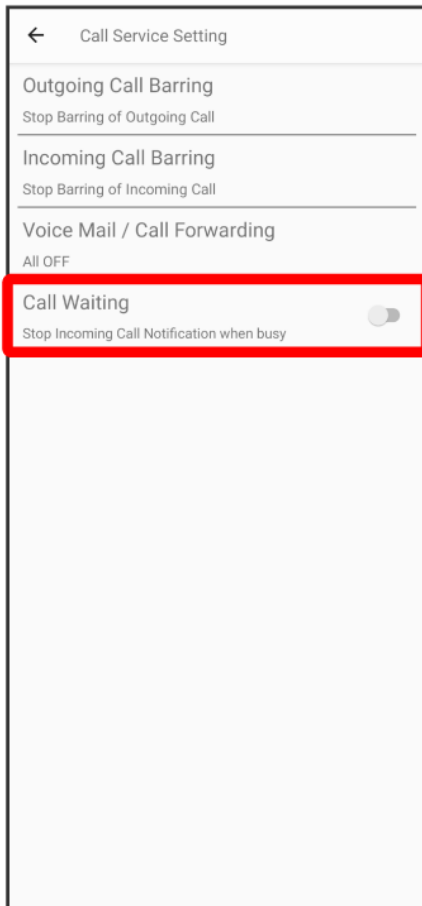 Call Service Setting
Outgoing Call Barring
Stop Barring of Outgoing Call
Incoming Call Barring
Stop Barring of Incoming Call
Voice Mail / Call Forwarding
All OFF
Call Waiting
Stop Incoming Call Notification when busy